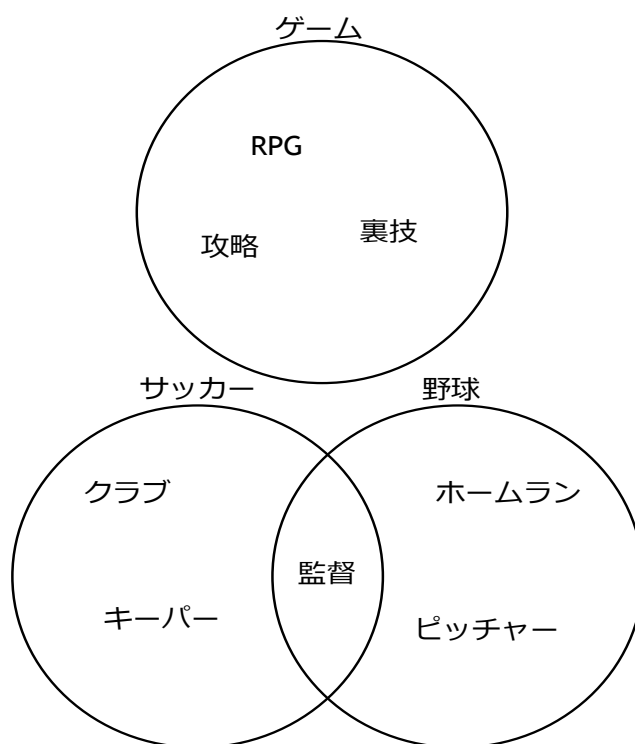 ゲーム
RPG
攻略
裏技
サッカー
野球
クラブ
ホームラン
監督
キーパー
ピッチャー